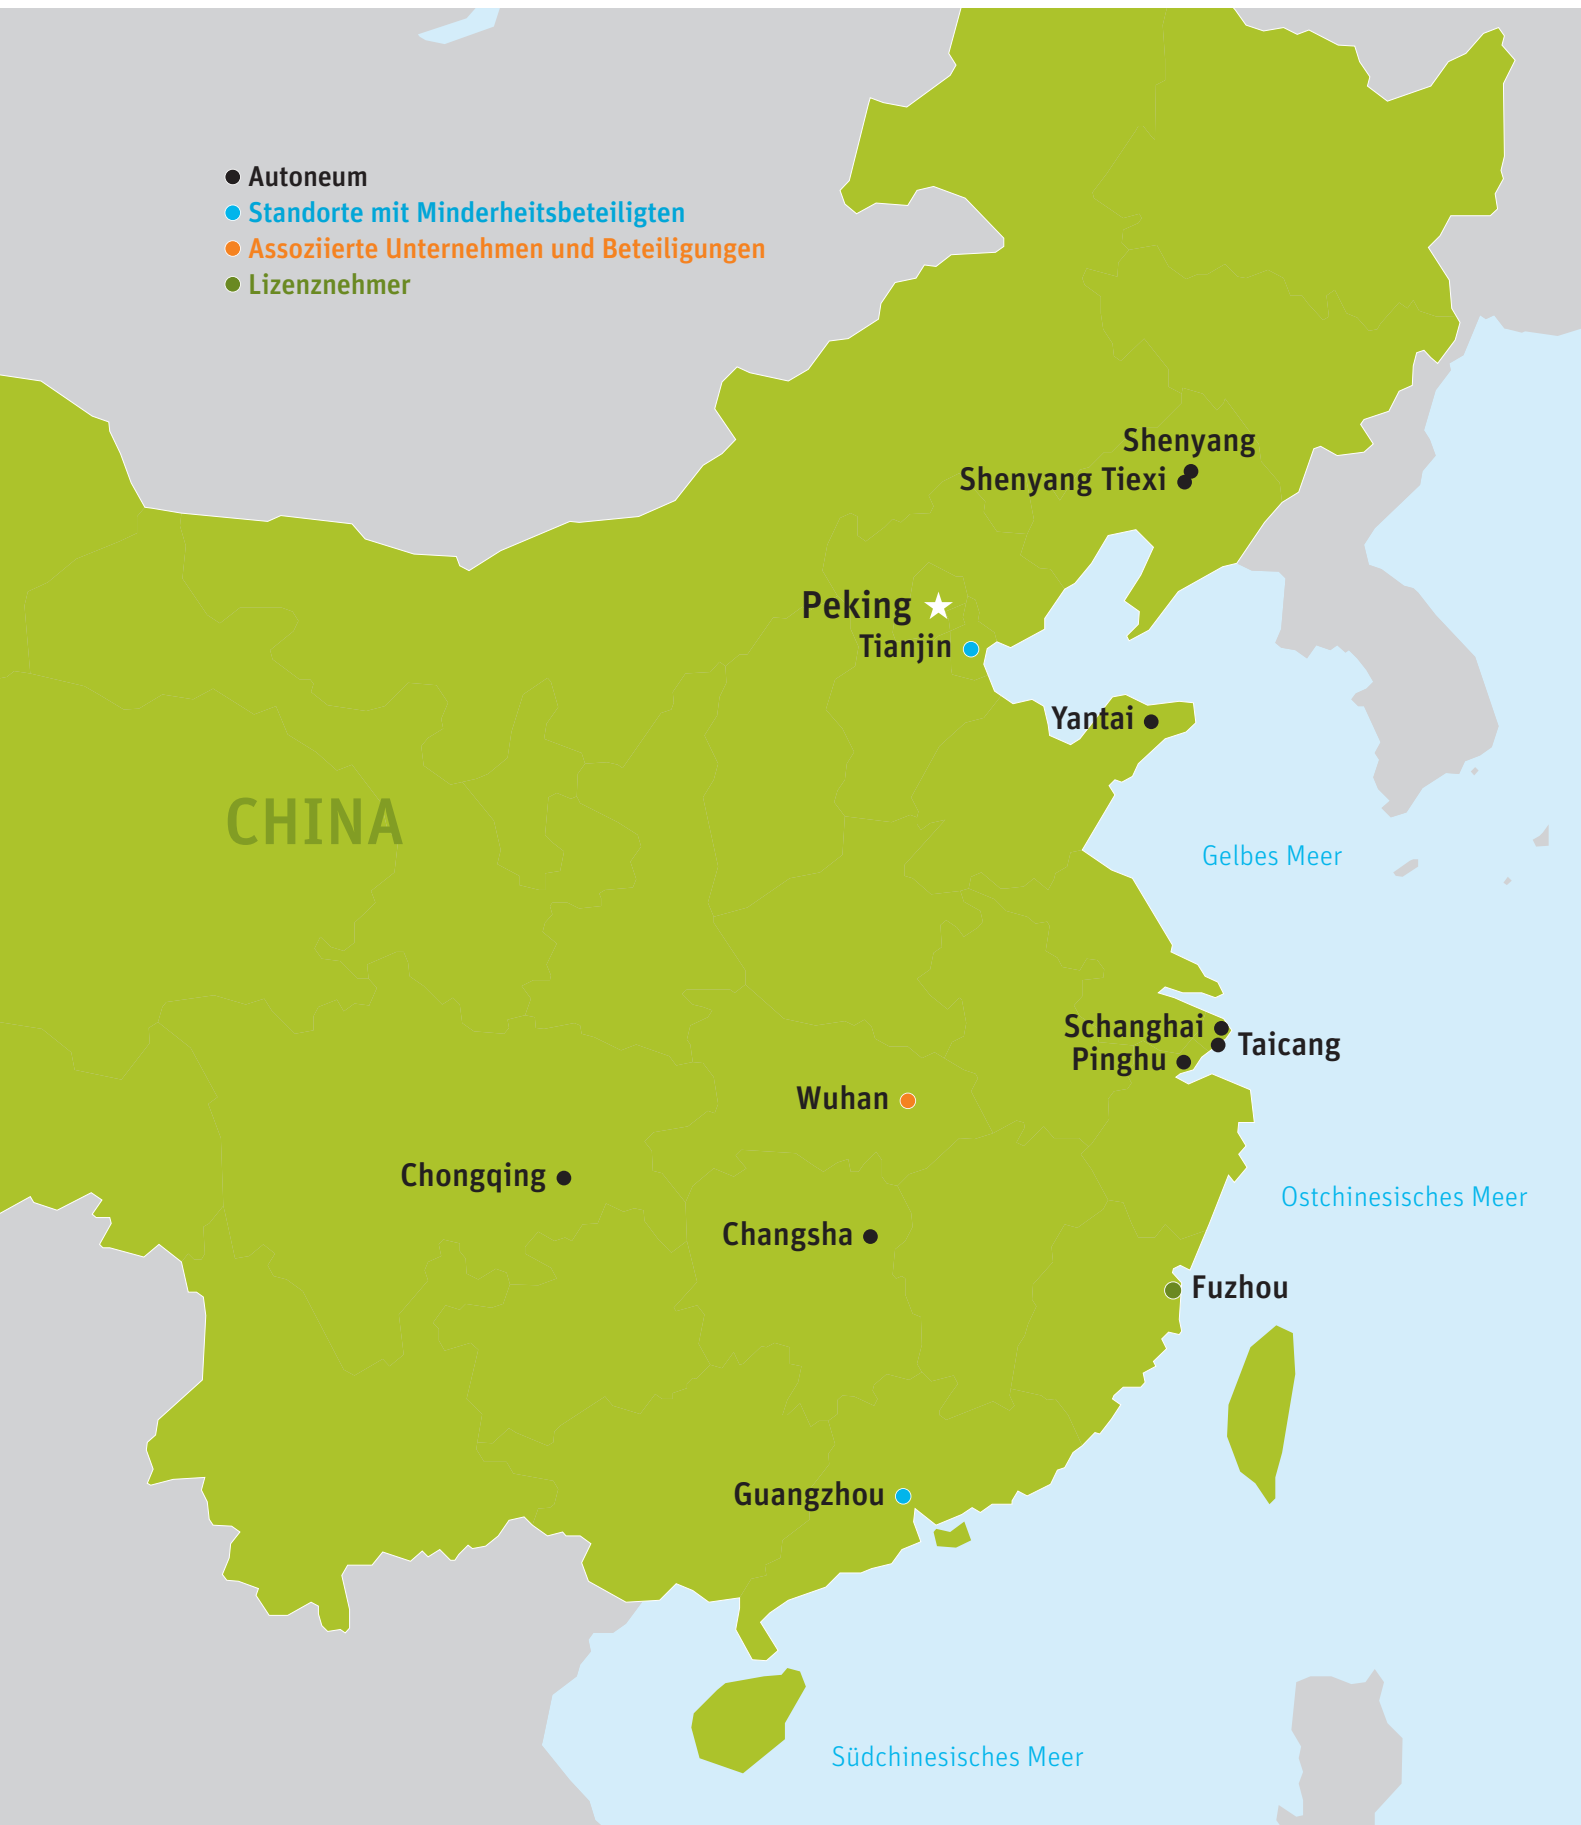 Autoneum
Standorte mit Minderheitsbeteiligten
Assoziierte Unternehmen und Beteiligungen
Lizenznehmer
Shenyang
Shenyang Tiexi
Peking
Tianjin
Yantai
CHINA
Gelbes Meer
Schanghai
Taicang
Pinghu
Wuhan
Chongqing
Ostchinesisches Meer
Changsha
Fuzhou
Guangzhou
Südchinesisches Meer